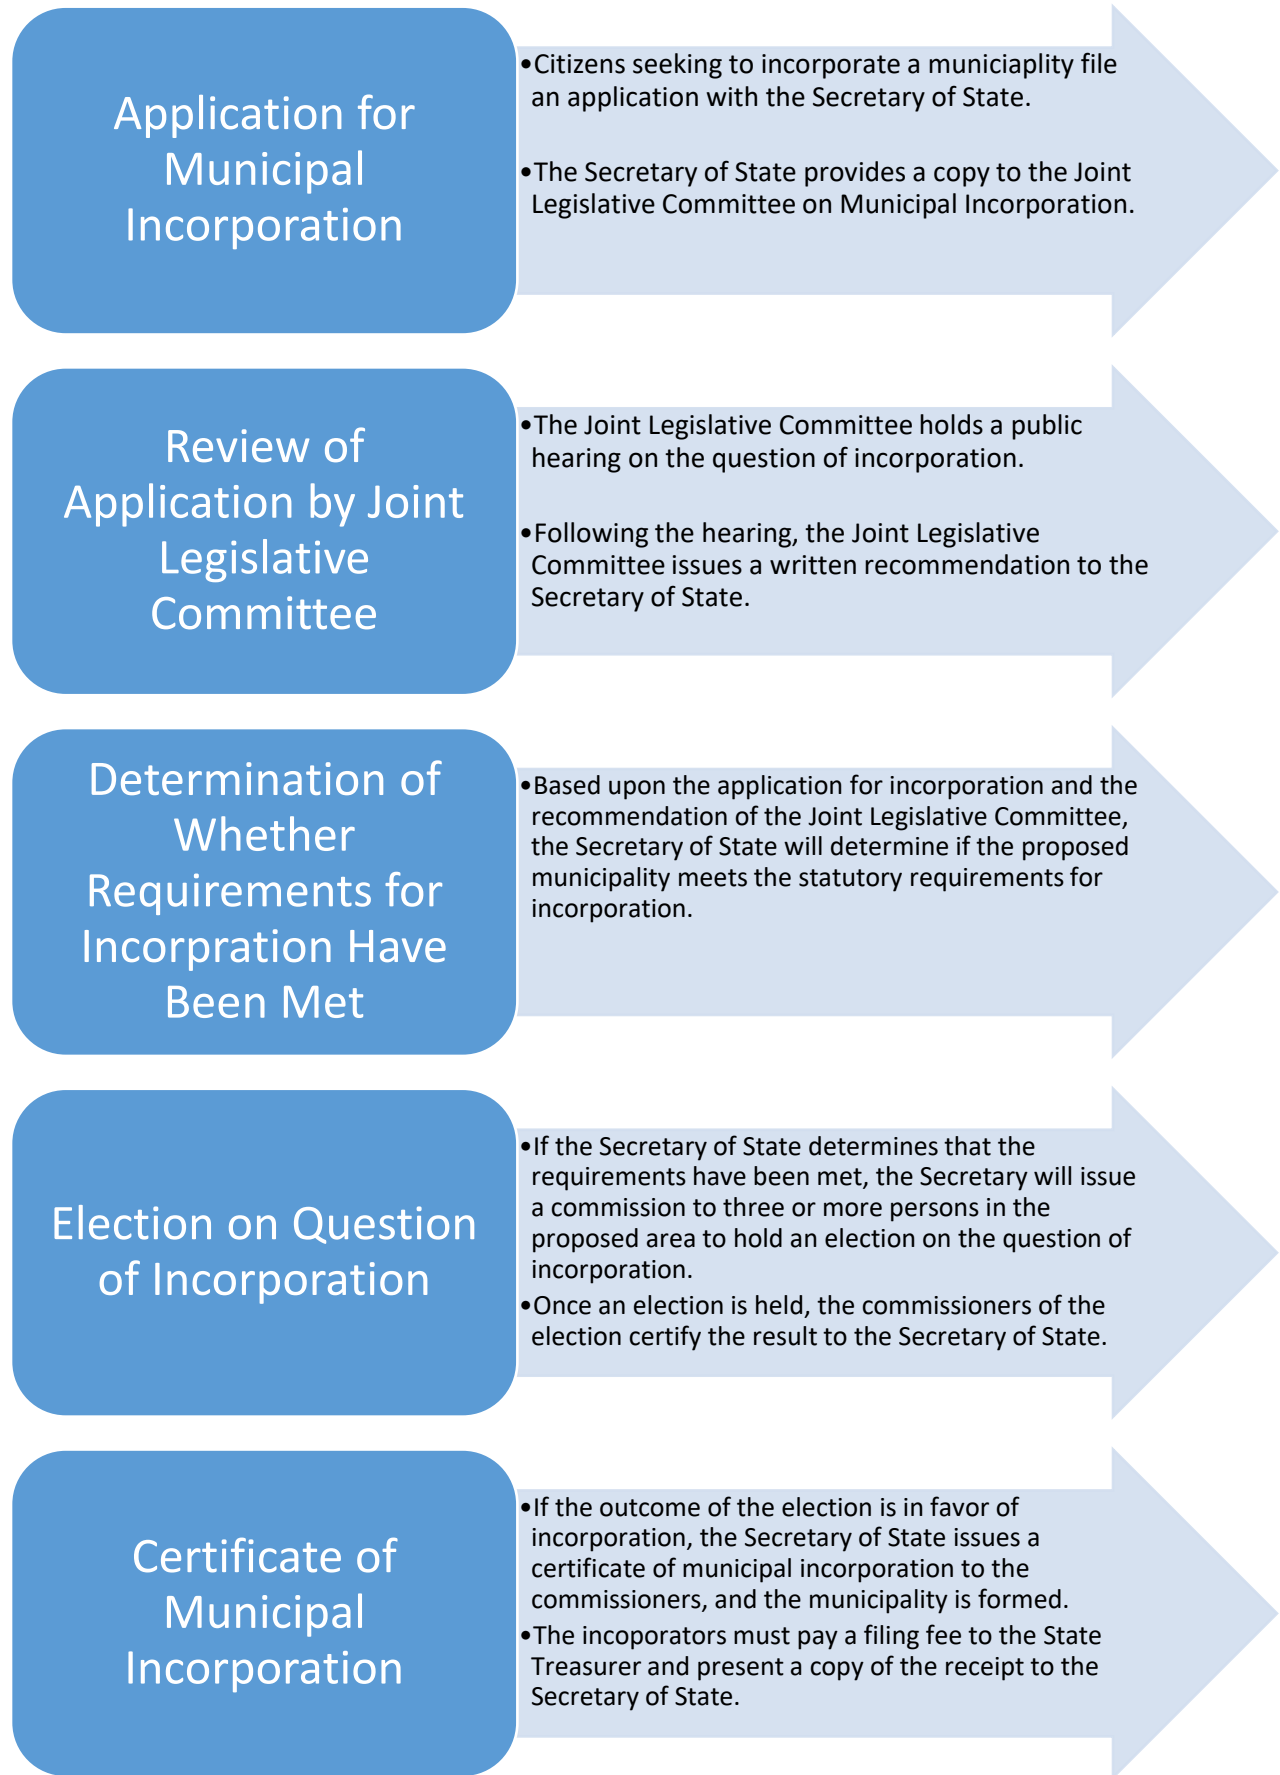 Application for
Municipal
Incorporation
•Citizens seeking to incorporate a municiaplity file
an application with the Secretary of State.
•The Secretary of State provides a copy to the Joint
Legislative Committee on Municipal Incorporation.
Review of
Application by Joint
Legislative
Committee
•The Joint Legislative Committee holds a public
hearing on the question of incorporation.
•Following the hearing, the Joint Legislative
Committee issues a written recommendation to the
Secretary of State.
Determination of
Whether
Requirements for
Incorpration Have
Been Met
•Based upon the application for incorporation and the
recommendation of the Joint Legislative Committee,
the Secretary of State will determine if the proposed
municipality meets the statutory requirements for
incorporation.
Election on Question
of Incorporation
•If the Secretary of State determines that the
requirements have been met, the Secretary will issue
a commission to three or more persons in the
proposed area to hold an election on the question of
incorporation.
•Once an election is held, the commissioners of the
election certify the result to the Secretary of State.
Certificate of
Municipal
Incorporation
•If the outcome of the election is in favor of
incorporation, the Secretary of State issues a
certificate of municipal incorporation to the
commissioners, and the municipality is formed.
•The incoporators must pay a filing fee to the State
Treasurer and present a copy of the receipt to the
Secretary of State.